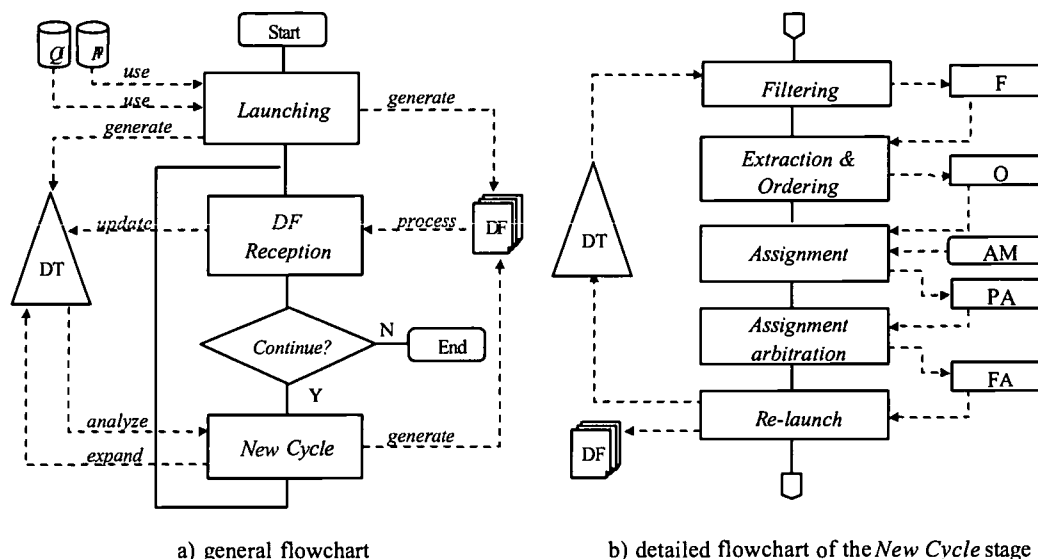 Start
use
use
Launching
generate
generate
DF
Reception
update
process
DF
DT
Continue?
N
End
Y
analyze
New Cycle
generate
expand
a) general flowchart
Filtering
F
Extraction &
Ordering
O
DT
Assignment
AM
PA
Assignment
arbitration
FA
Re-launch
DF
b) detailed flowchart of the New Cycle stage